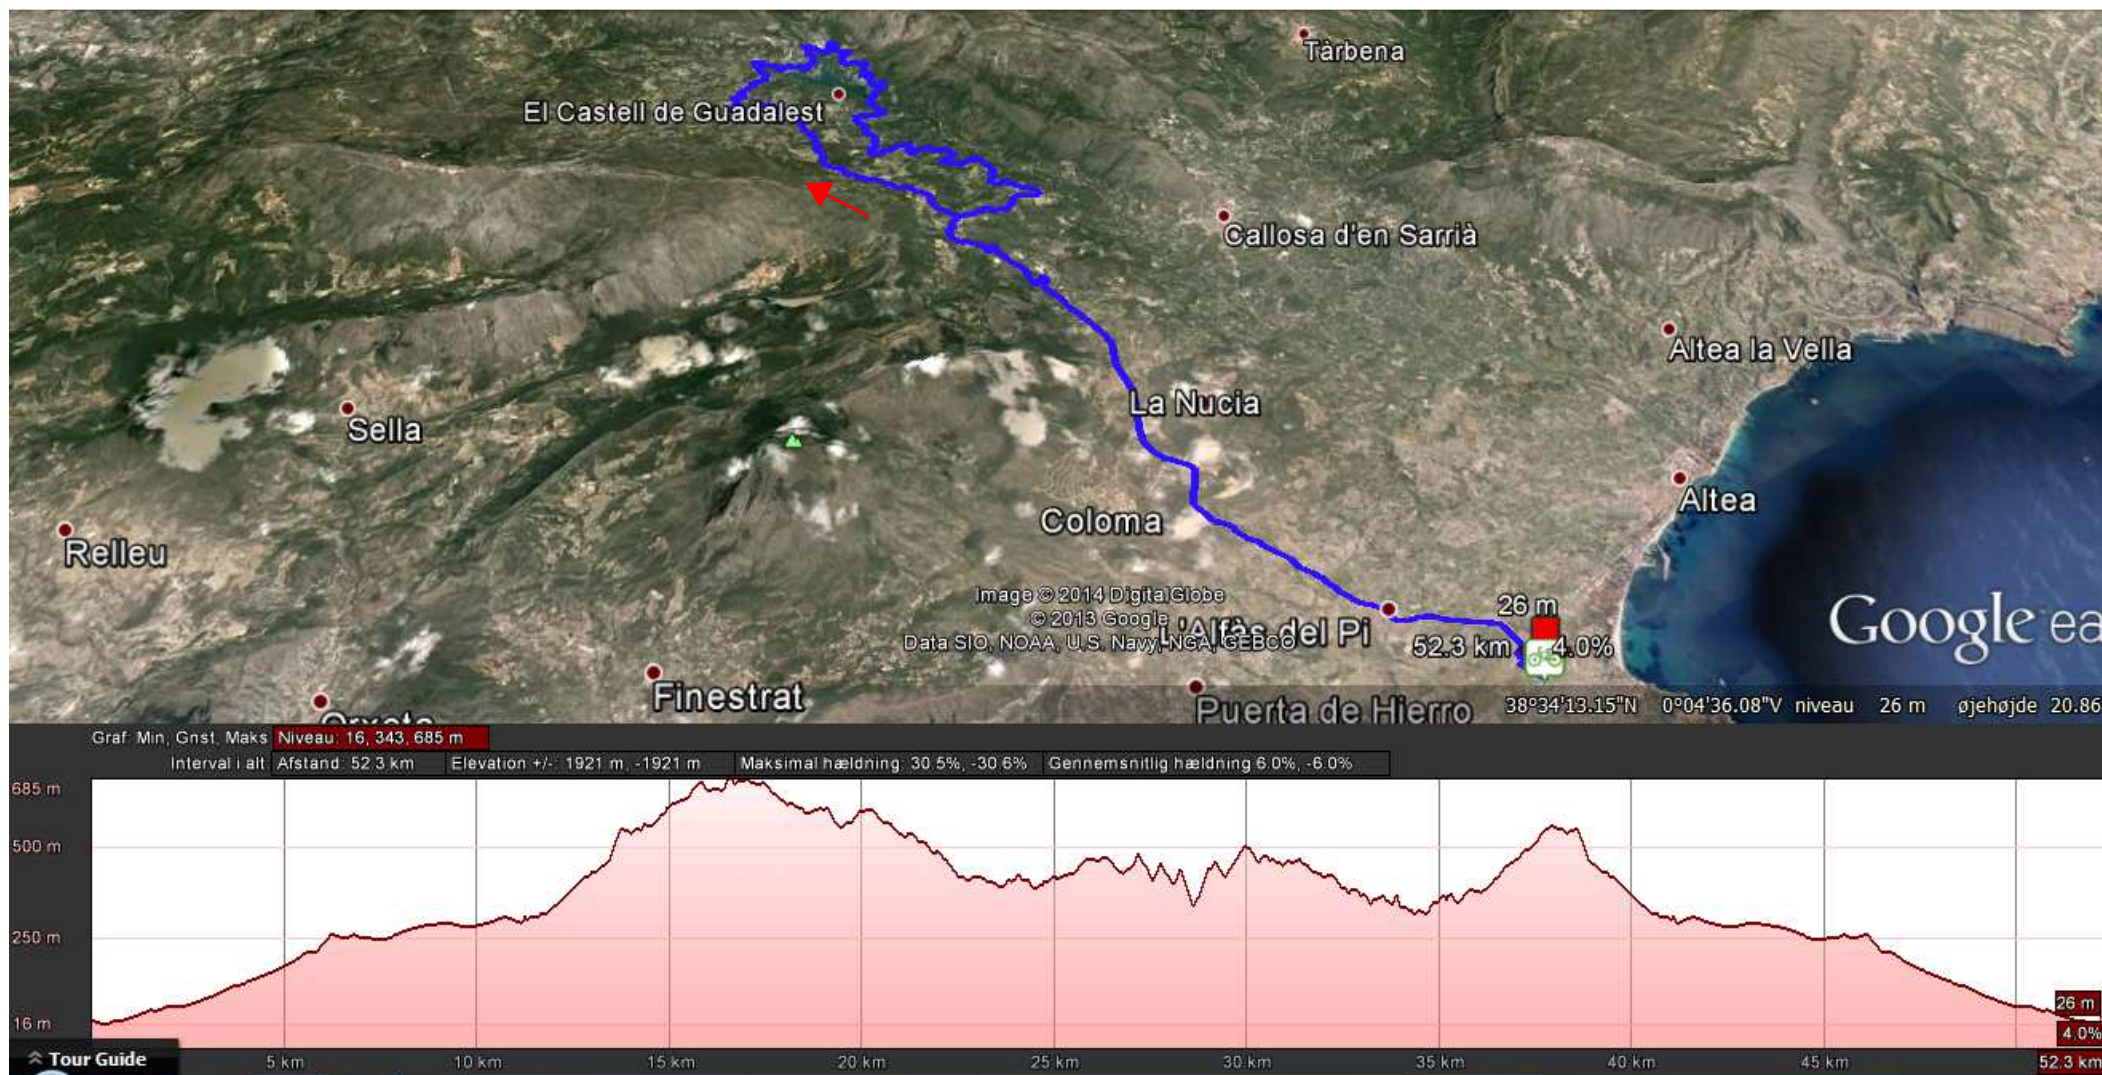 Tàrbena
El Castell de Guadalest
Callosa d'en Sarrià
Altea la Vella
La Nucia
Sella
Altea
Coloma
Relleu
Image © 2014 DigitalGlobe
© 2013 Google
Data SIO, NOAA, U.S. Navy, NGA, GEBCO
L'Alfàs del Pi
26 m
52.3 km
4.0%
Google ea
Finestrat
Puerta de Hierro
Orxeta
38°34'13.15"N 0°04'36.08"V niveau 26 m øjehøjde 20.86
Graf: Min, Gnst, Maks Niveau: 16, 343, 685 m
Interval i alt Afstand: 52.3 km Elevation +/-: 1921 m, -1921 m Maksimal hældning: 30.5%, -30.6% Gennemsnitlig hældning 6.0%, -6.0%
685 m
500 m
250 m
16 m
26 m
4.0%
Tour Guide
5 km 10 km 15 km 20 km 25 km 30 km 35 km 40 km 45 km 52.3 km